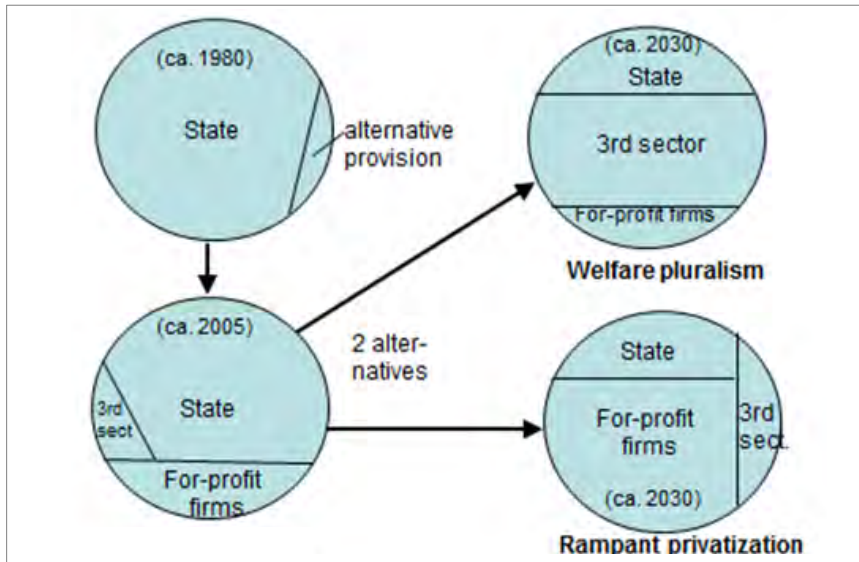 (ca. 1980)
State
alternative
provision
(ca. 2030)
State
3rd sector
For-profit firms
Welfare pluralism
(ca. 2005)
3rd
sect
State
For-profit
firms
2 alter-
natives
State
For-profit
firms
3rd
sect.
(ca. 2030)
Rampant privatization